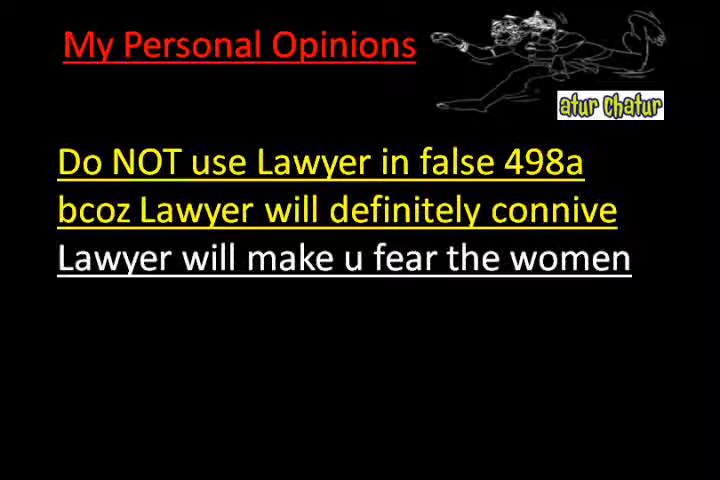 My Personal Opinions
atur chatur
Do NOT use Lawyer in false 498a
bcoz Lawyer will definitely connive
Lawyer will make u fear the women